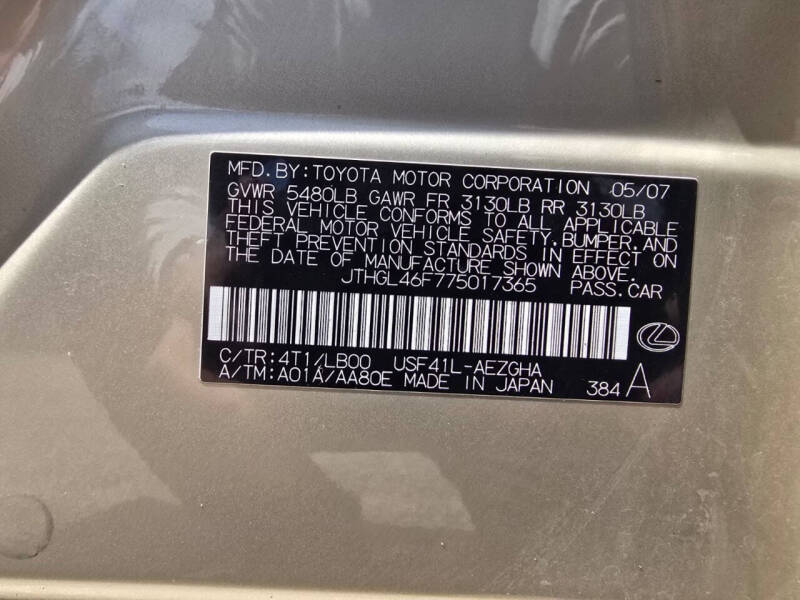 MFD. BY: TOYOTA MOTOR CORPORATION 05/07
GVWR 5480LB GAWR FR 3130LB RR 3130LB
THIS VEHICLE CONFORMS TO ALL APPLICABLE
FEDERAL MOTOR VEHICLE SAFETY, BUMPER, AND
THEFT PREVENTION STANDARDS IN EFFECT ON
THE DATE OF MANUFACTURE SHOWN ABOVE.
JTHGL46F775017365 PASS. CAR
C/TR: 4T1/LB00 USF41L-AEZGHA
A/TM: A01A/AA80E MADE IN JAPAN 384 A